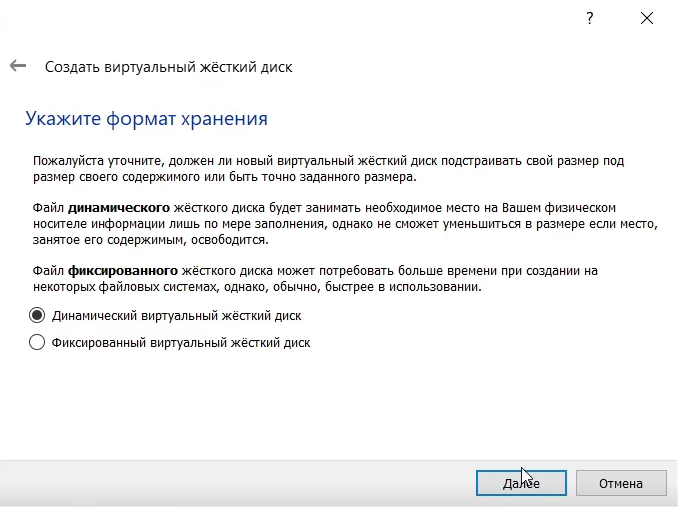 ?
Создать виртуальный жёсткий диск
Укажите формат хранения
Пожалуйста уточните, должен ли новый виртуальный жёсткий диск подстраивать свой размер под
размер своего содержимого или быть точно заданного размера.
Файл динамического жёсткого диска будет занимать необходимое место на Вашем физическом
носителе информации лишь по мере заполнения, однако не сможет уменьшиться в размере если место,
занятое его содержимым, освободится.
Файл фиксированного жёсткого диска может потребовать больше времени при создании на
некоторых файловых системах, однако, обычно, быстрее в использовании.
Динамический виртуальный жёсткий диск
Фиксированный виртуальный жёсткий диск
Далее Отмена